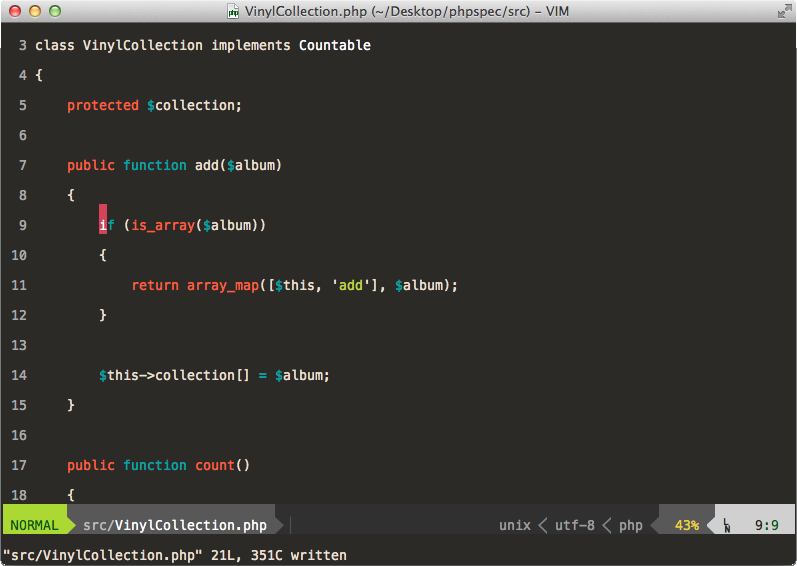 VinylCollection.php (~/Desktop/phpspec/src) – VIM
3 class VinylCollection implements Countable
4 {
5     protected $collection;
6
7     public function add($album)
8     {
9         if (is_array($album))
10         {
11             return array_map([$this, 'add'], $album);
12         }
13
14         $this->collection[] = $album;
15     }
16
17     public function count()
18     {
NORMAL src/VinylCollection.php unix utf-8 php 43% LN 9:9
"src/VinylCollection.php" 21L, 351C written